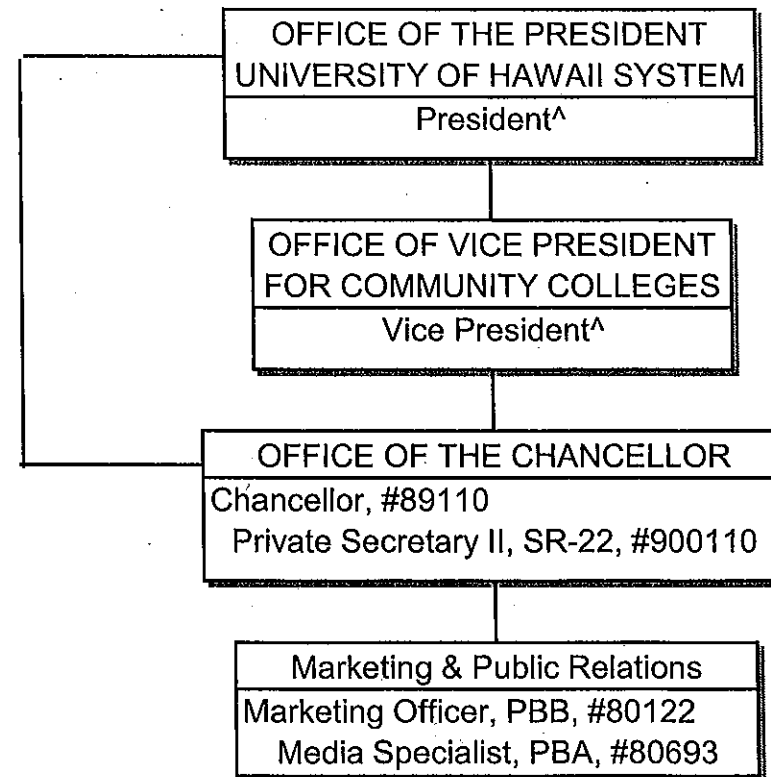 OFFICE OF THE PRESIDENT
UNIVERSITY OF HAWAII SYSTEM
President^
OFFICE OF VICE PRESIDENT
FOR COMMUNITY COLLEGES
Vice President^
OFFICE OF THE CHANCELLOR
Chancellor, #89110
Private Secretary II, SR-22, #900110
Marketing & Public Relations
Marketing Officer, PBB, #80122
Media Specialist, PBA, #80693